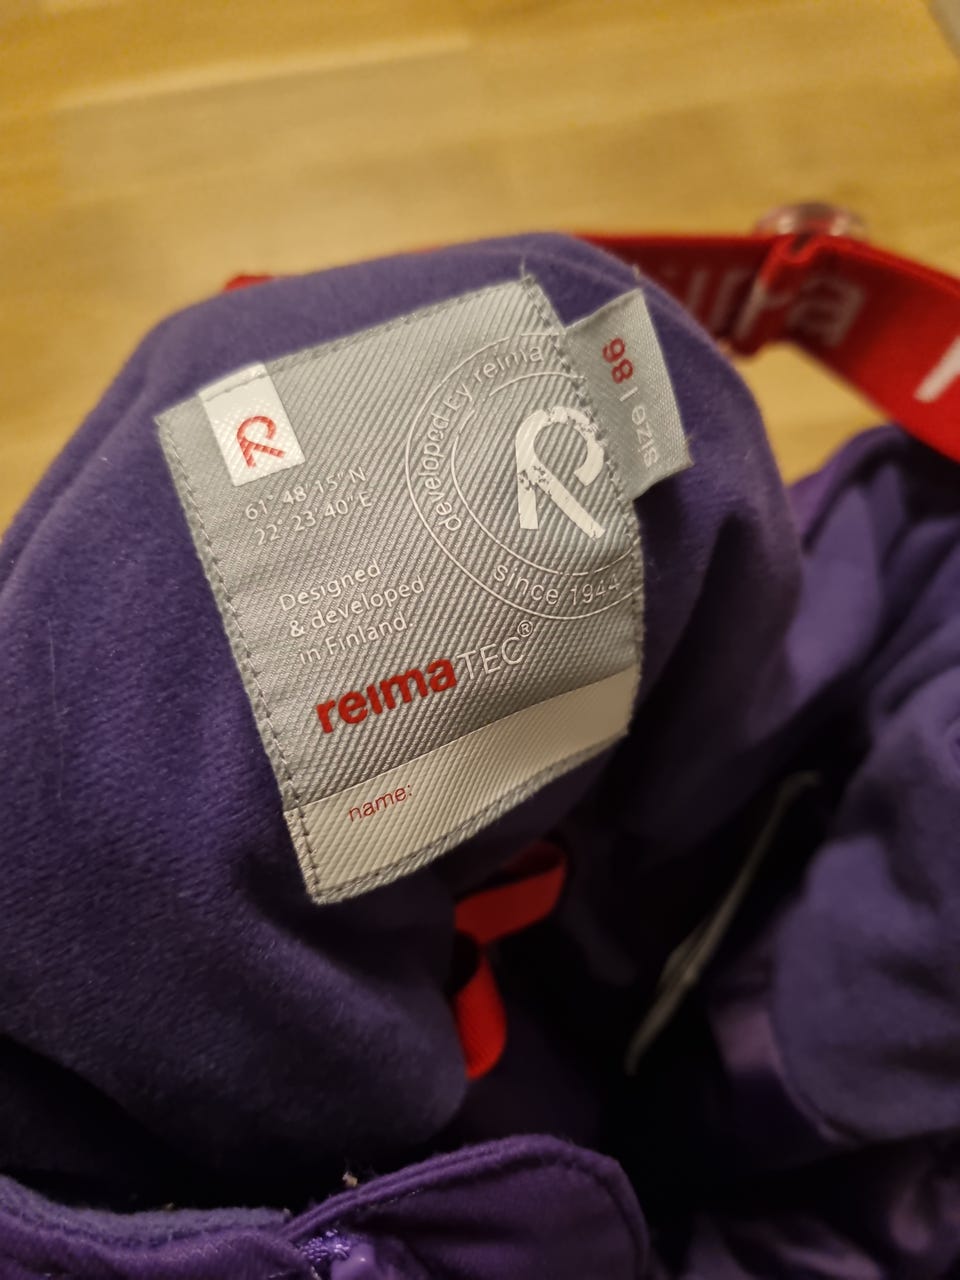 size | 86
developed by reima
since 1944
61° 48'15"N
22° 23'40"E
Designed
& developed
in Finland.
reimaTEC®
name: